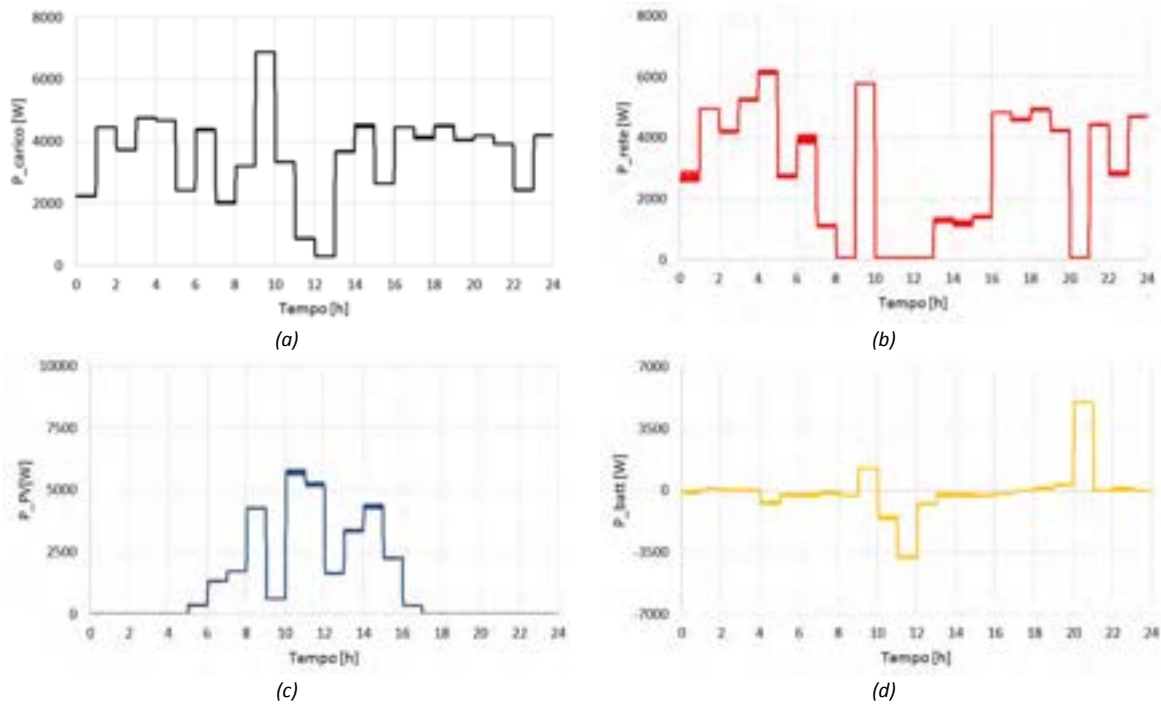 8000
6000
4000
2000
0
P_carico [W]
0 2 4 6 8 10 12 14 16 18 20 22 24
Tempo [h]
(a)
8000
6000
4000
2000
0
P_rete [W]
0 2 4 6 8 10 12 14 16 18 20 22 24
Tempo [h]
(b)
10000
7500
5000
2500
0
P_PV[W]
0 2 4 6 8 10 12 14 16 18 20 22 24
Tempo [h]
(c)
7000
3500
0
-3500
-7000
P_batt [W]
0 2 4 6 8 10 12 14 16 18 20 22 24
Tempo [h]
(d)